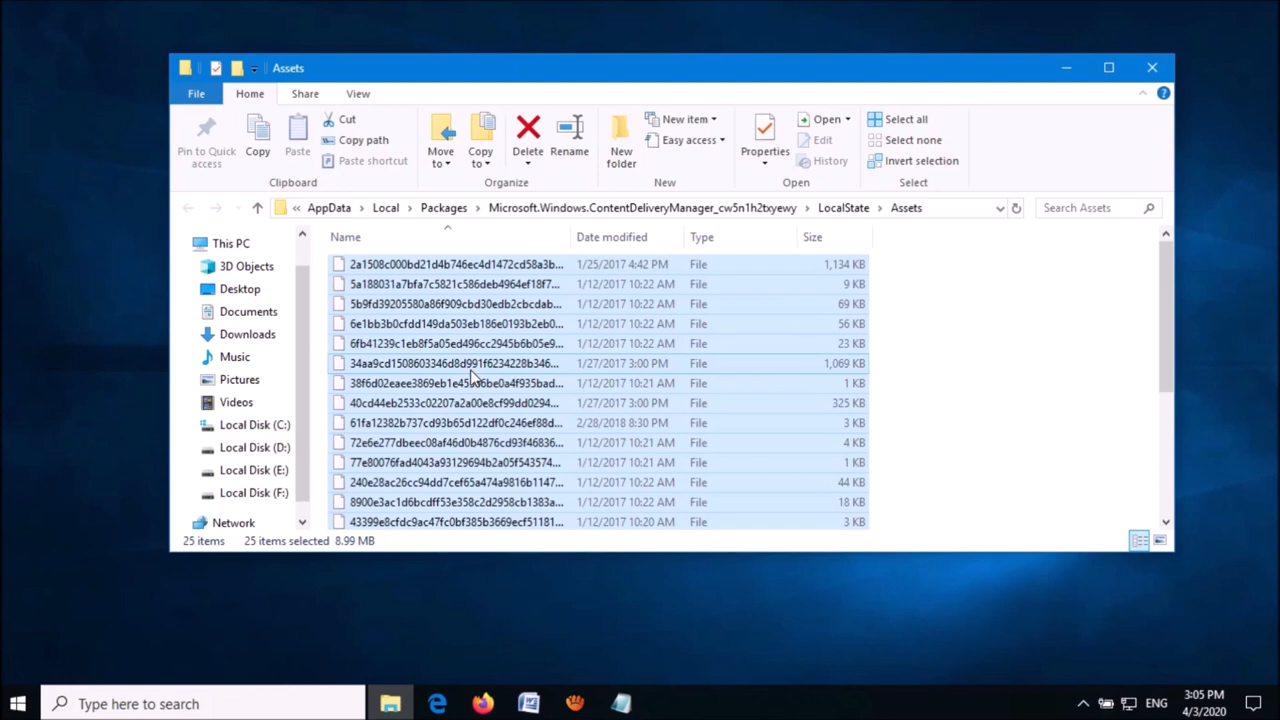 Assets
File Home Share View
Pin to Quick access
Copy
Paste
Cut
Copy path
Paste shortcut
Clipboard
Move to
Copy to
Delete
Rename
Organize
New folder
New item
Easy access
New
Properties
Open
Edit
History
Open
Select all
Select none
Invert selection
Select
« AppData › Local › Packages › Microsoft.Windows.ContentDeliveryManager_cw5n1h2txyewy › LocalState › Assets
Search Assets
This PC
3D Objects
Desktop
Documents
Downloads
Music
Pictures
Videos
Local Disk (C:)
Local Disk (D:)
Local Disk (E:)
Local Disk (F:)
Network
Name Date modified Type Size
2a1508c000bd21d4b746ec4d1472cd58a3b... 1/25/2017 4:42 PM File 1,134 KB
5a188031a7bfa7c5821c586deb4964ef18f7... 1/12/2017 10:22 AM File 9 KB
5b9fd39205580a86f909cbd30edb2cbcdab... 1/12/2017 10:22 AM File 69 KB
6e1bb3b0cfdd149da503eb186e0193b2eb0... 1/12/2017 10:22 AM File 56 KB
6fb41239c1eb8f5a05ed496cc2945b6b05e9... 1/12/2017 10:22 AM File 23 KB
34aa9cd1508603346d8d991f6234228b346... 1/27/2017 3:00 PM File 1,069 KB
1/12/2017 10:21 AM File 1 KB
40cd44eb2533c02207a2a00e8cf99dd0294... 1/27/2017 3:00 PM File 325 KB
61fa12382b737cd93b65d122df0c246ef88d... 2/28/2018 8:30 PM File 3 KB
72e6e277dbeec08af46d0b4876cd93f46836... 1/12/2017 10:21 AM File 4 KB
77e80076fad4043a93129694b2a05f543574... 1/12/2017 10:21 AM File 1 KB
240e28ac26cc94dd7cef65a474a9816b1147... 1/12/2017 10:22 AM File 44 KB
8900e3ac1d6bcdff53e358c2d2958cb1383a... 1/12/2017 10:22 AM File 18 KB
43399e8cfdc9ac47fc0bf385b3669ecf51181... 1/12/2017 10:20 AM File 3 KB
25 items 25 items selected 8.99 MB
Type here to search
ENG
3:05 PM
4/3/2020